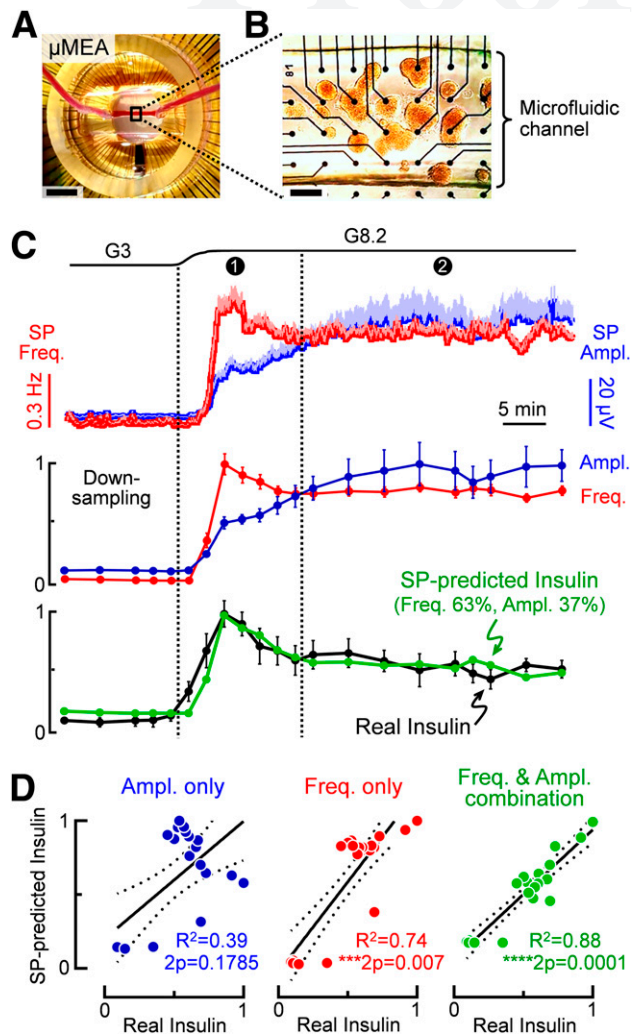 A
µMEA
B
81
Microfluidic
channel
C
G3
G8.2
1
2
SP
Freq.
0.3 Hz
SP
Ampl.
20 µV
5 min
1
Down-
sampling
0
Ampl.
Freq.
1
0
SP-predicted Insulin
(Freq. 63%, Ampl. 37%)
Real Insulin
D
Ampl. only
Freq. only
Freq. & Ampl.
combination
SP-predicted Insulin
1
0
R²=0.39
2p=0.1785
R²=0.74
***2p=0.007
R²=0.88
****2p=0.0001
0 1
0 1
0 1
Real Insulin
Real Insulin
Real Insulin